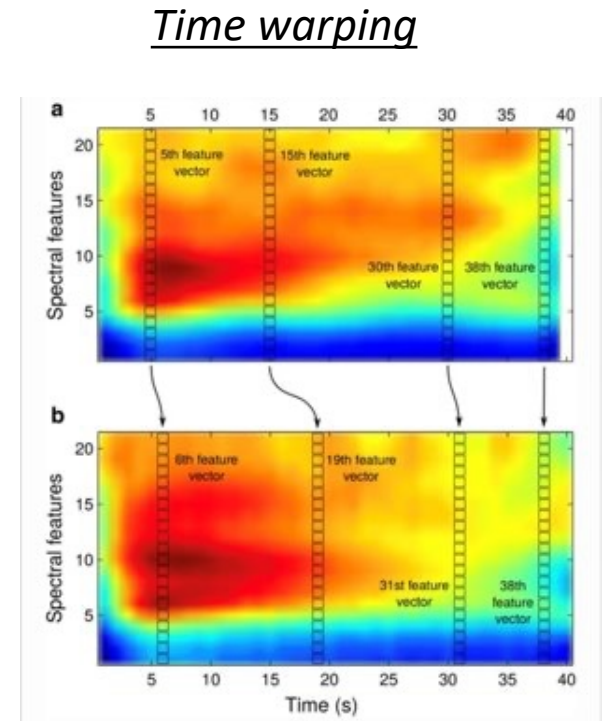 Time warping
a
5 10 15 20 25 30 35 40
20
5th feature
vector
15th feature
vector
15
Spectral features
10
30th feature
vector
38th feature
vector
5
b
20
6th feature
vector
19th feature
vector
15
Spectral features
10
31st feature
vector
38th
feature
vector
5
5 10 15 20 25 30 35 40
Time (s)